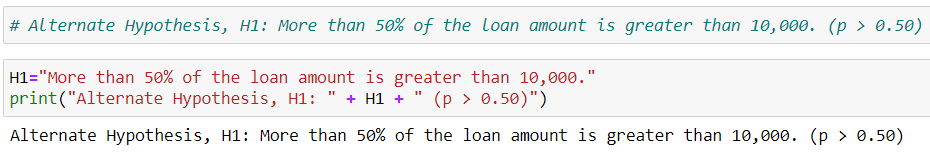 # Alternate Hypothesis, H1: More than 50% of the loan amount is greater than 10,000. (p > 0.50)
H1="More than 50% of the loan amount is greater than 10,000."
print("Alternate Hypothesis, H1: " + H1 + " (p > 0.50)")
Alternate Hypothesis, H1: More than 50% of the loan amount is greater than 10,000. (p > 0.50)